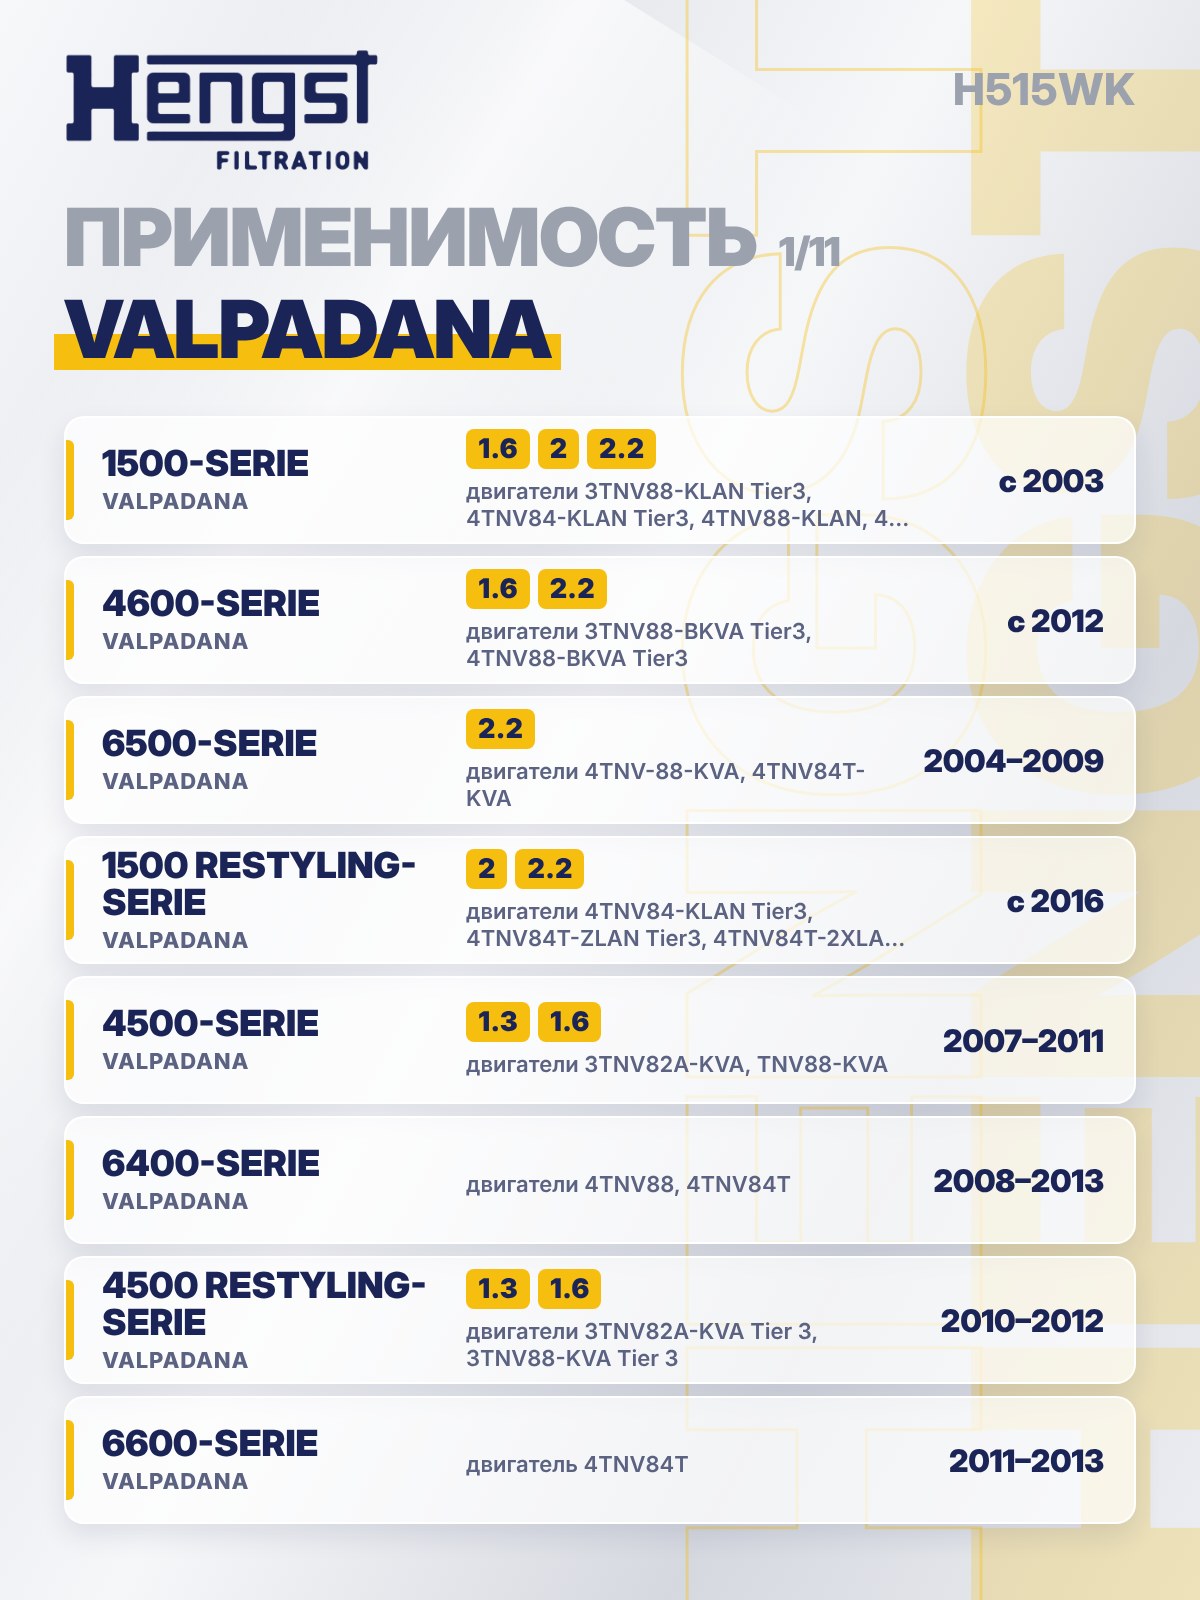 Hengst
FILTRATION
H515WK
ПРИМЕНИМОСТЬ 1/11
VALPADANA
1500-SERIE
VALPADANA
1.6 2 2.2
двигатели 3TNV88-KLAN Tier3,
4TNV84-KLAN Tier3, 4TNV88-KLAN, 4...
с 2003
4600-SERIE
VALPADANA
1.6 2.2
двигатели 3TNV88-BKVA Tier3,
4TNV88-BKVA Tier3
с 2012
6500-SERIE
VALPADANA
2.2
двигатели 4TNV-88-KVA, 4TNV84T-
KVA
2004–2009
1500 RESTYLING-
SERIE
VALPADANA
2 2.2
двигатели 4TNV84-KLAN Tier3,
4TNV84T-ZLAN Tier3, 4TNV84T-2XLA...
с 2016
4500-SERIE
VALPADANA
1.3 1.6
двигатели 3TNV82A-KVA, TNV88-KVA
2007–2011
6400-SERIE
VALPADANA
двигатели 4TNV88, 4TNV84T
2008–2013
4500 RESTYLING-
SERIE
VALPADANA
1.3 1.6
двигатели 3TNV82A-KVA Tier 3,
3TNV88-KVA Tier 3
2010–2012
6600-SERIE
VALPADANA
двигатель 4TNV84T
2011–2013
HENGST